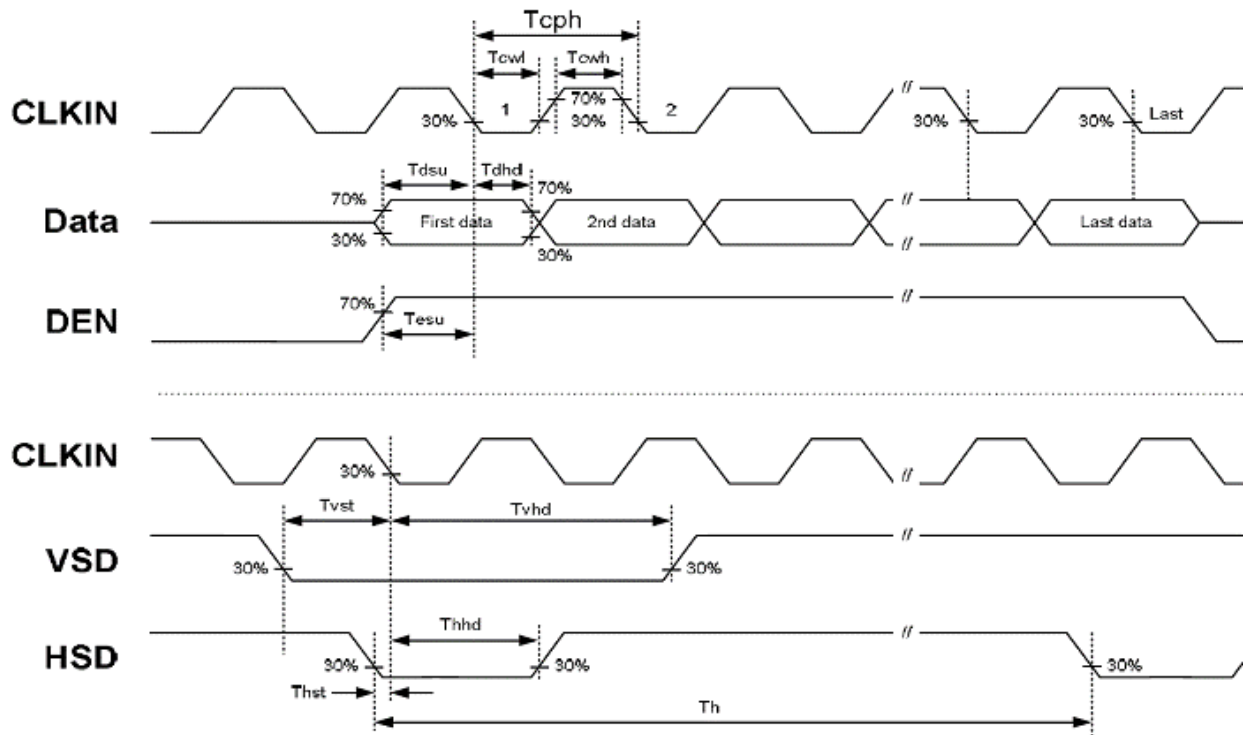 Tcph
Tcwl Tcwh
CLKIN 30% 1 70% 30% 2 // 30% 30% Last
Tdsu Tdhd
70% 70%
Data First data 2nd data // Last data
30% 30% //
DEN 70% Tesu //
CLKIN 30% //
Tvst Tvhd
VSD 30% 30% //
Thhd
HSD 30% 30% // 30%
Thst
Th